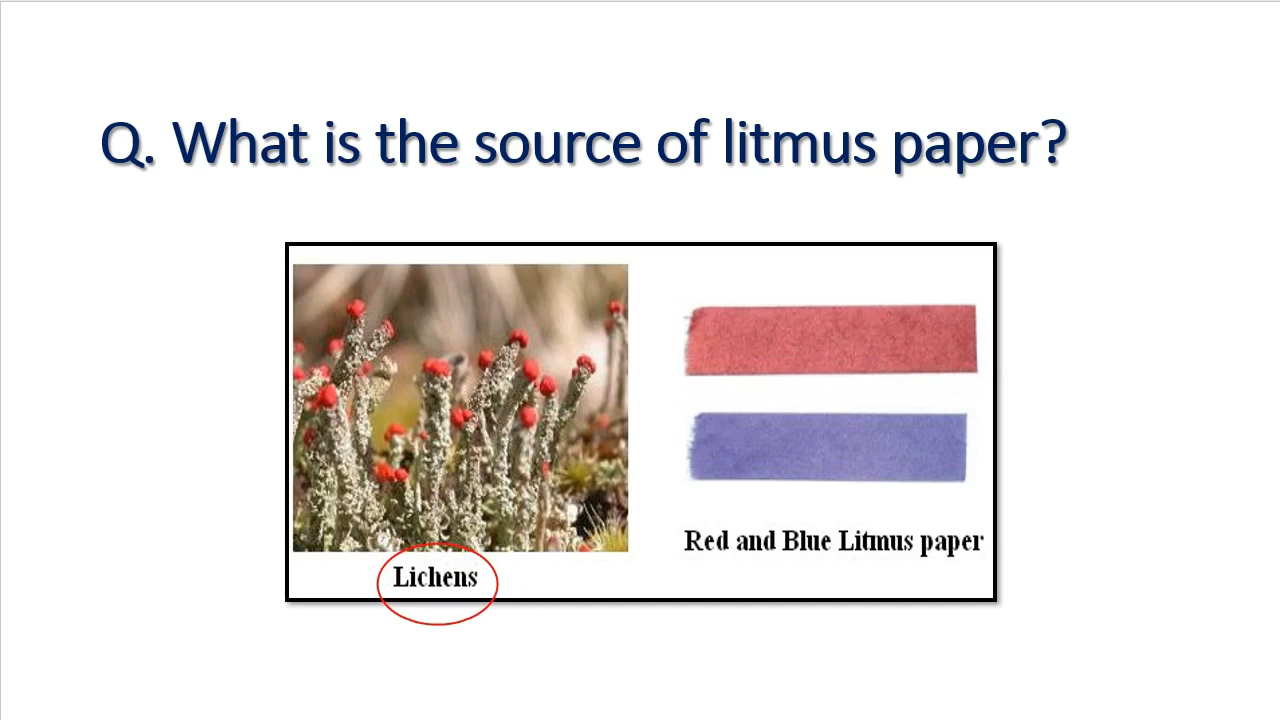 Q. What is the source of litmus paper?
Red and Blue Litmus paper
Lichens